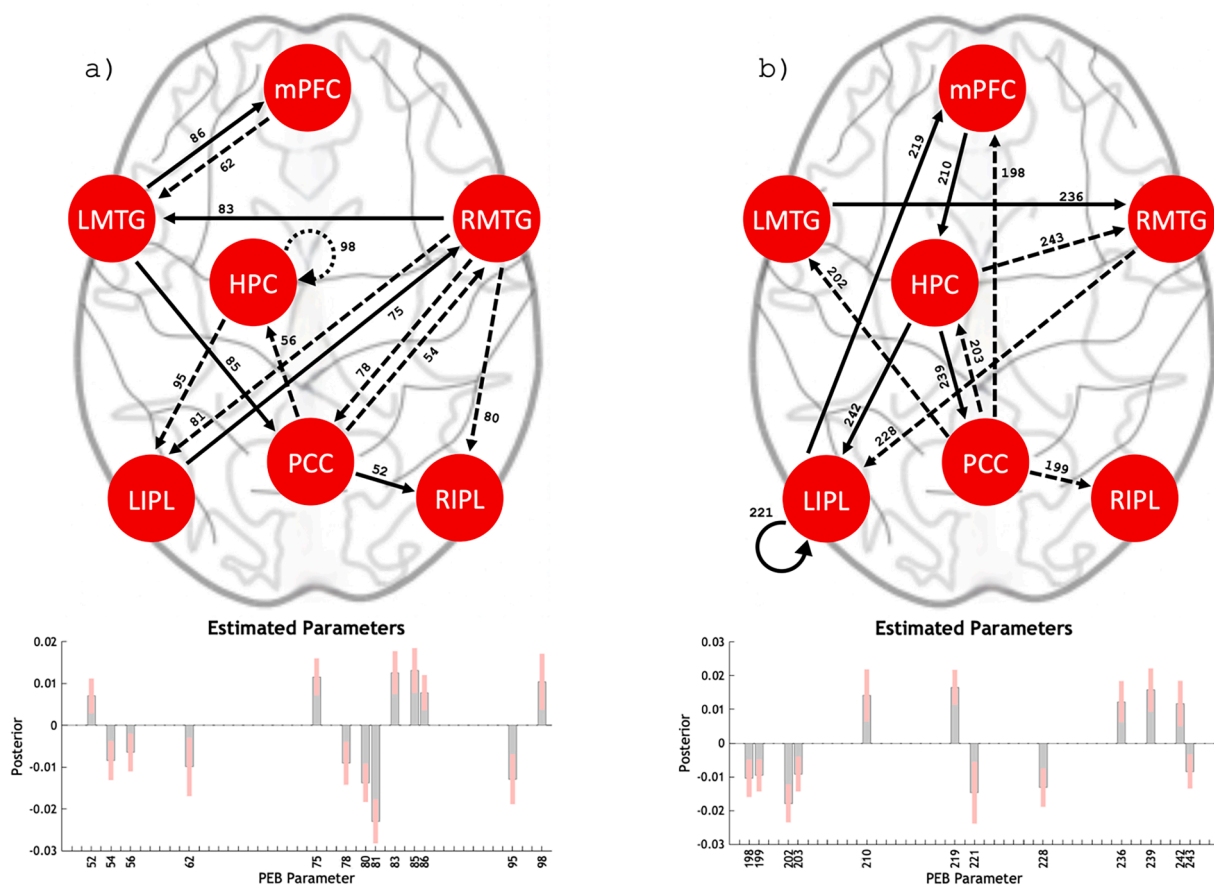 a)
mPFC
86
62
LMTG
83
RMTG
98
HPC
75
56
85
95
78
54
81
80
LIPL
PCC
52
RIPL
Estimated Parameters
Posterior
0.02
0.01
0
-0.01
-0.02
-0.03
52 54 56 62 75 78 80 81 83 85 86 95 98
PEB Parameter
b)
mPFC
219
210
198
LMTG
236
RMTG
243
202
HPC
203
239
242
228
PCC
199
LIPL
RIPL
221
Estimated Parameters
Posterior
0.03
0.02
0.01
0
-0.01
-0.02
-0.03
198 199 202 203 210 219 221 228 236 239 242 243
PEB Parameter